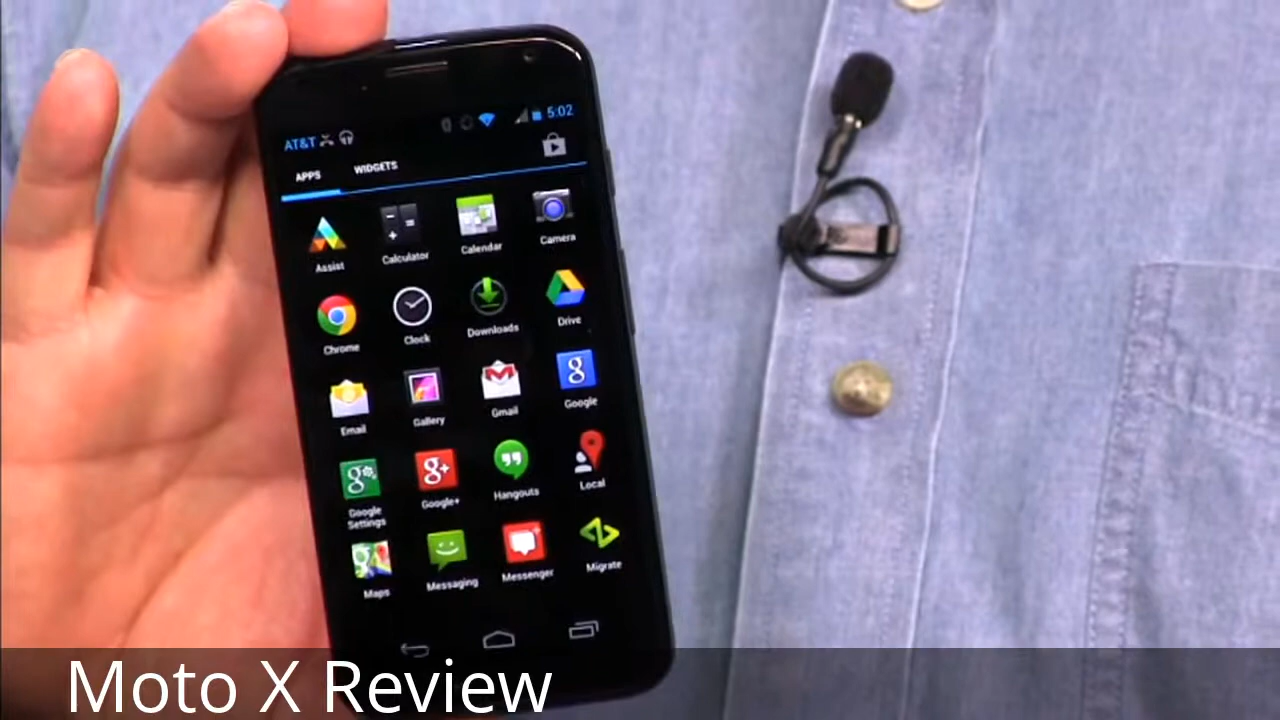 AT&T 5:02
APPS WIDGETS
Assist Calculator Calendar Camera
Chrome Clock Downloads Drive
Email Gallery Gmail Google
Google Settings Google+ Hangouts Local
Maps Messaging Messenger Migrate
Moto X Review